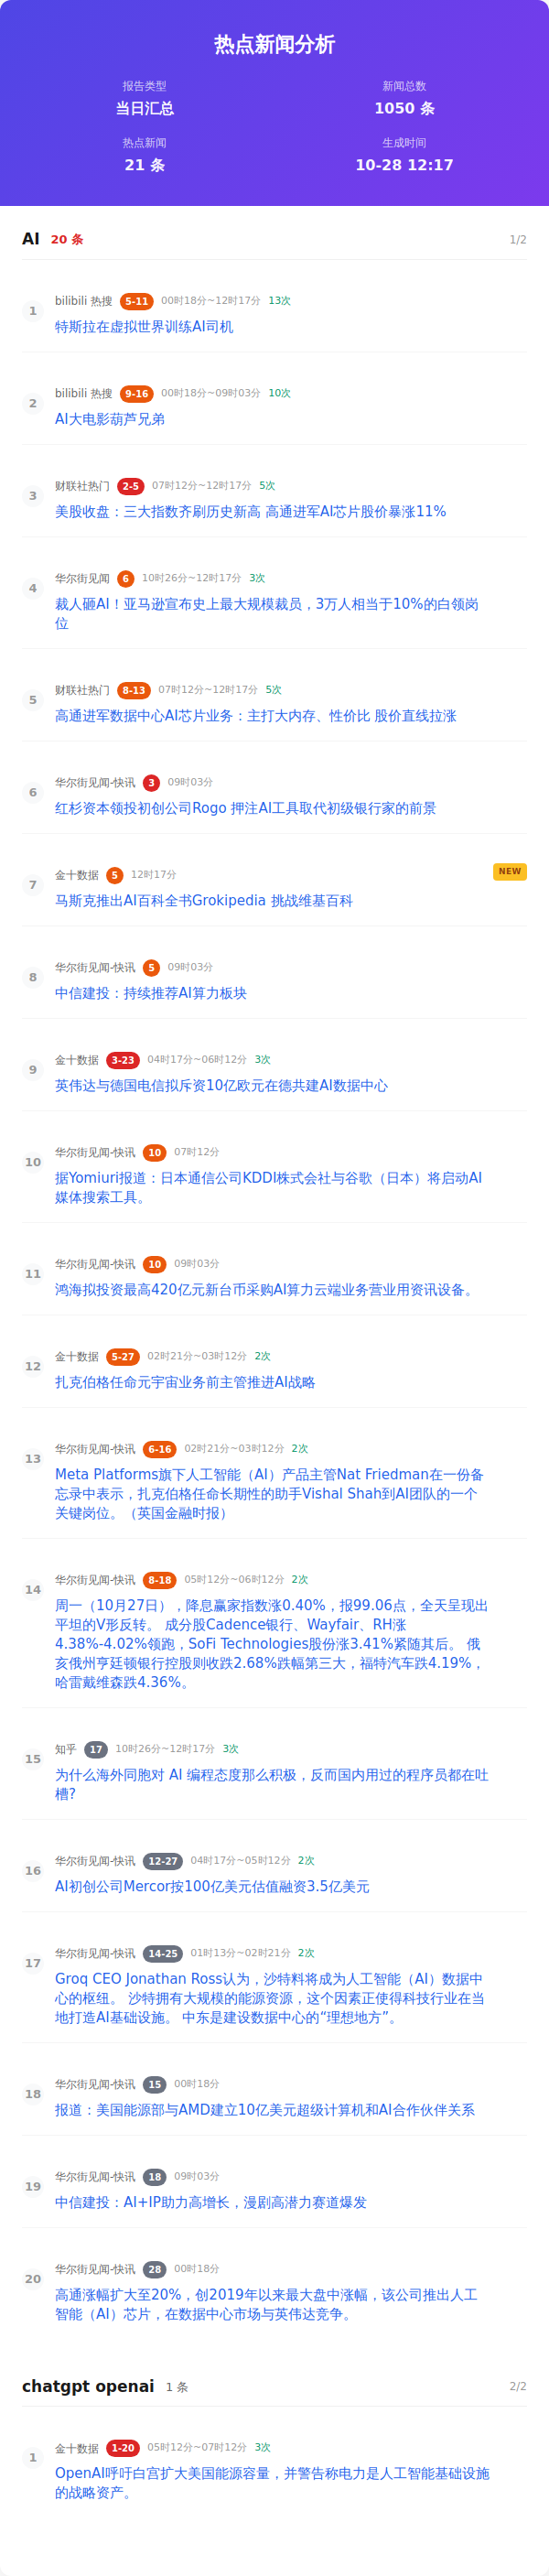 热点新闻分析
报告类型
当日汇总
新闻总数
1050 条
热点新闻
21 条
生成时间
10-28 12:17
AI 20 条 1/2
1 bilibili 热搜 5-11 00时18分~12时17分 13次
特斯拉在虚拟世界训练AI司机
2 bilibili 热搜 9-16 00时18分~09时03分 10次
AI大电影葫芦兄弟
3 财联社热门 2-5 07时12分~12时17分 5次
美股收盘：三大指数齐刷历史新高 高通进军AI芯片股价暴涨11%
4 华尔街见闻 6 10时26分~12时17分 3次
裁人砸AI！亚马逊宣布史上最大规模裁员，3万人相当于10%的白领岗
位
5 财联社热门 8-13 07时12分~12时17分 5次
高通进军数据中心AI芯片业务：主打大内存、性价比 股价直线拉涨
6 华尔街见闻-快讯 3 09时03分
红杉资本领投初创公司Rogo 押注AI工具取代初级银行家的前景
7 金十数据 5 12时17分 NEW
马斯克推出AI百科全书Grokipedia 挑战维基百科
8 华尔街见闻-快讯 5 09时03分
中信建投：持续推荐AI算力板块
9 金十数据 3-23 04时17分~06时12分 3次
英伟达与德国电信拟斥资10亿欧元在德共建AI数据中心
10 华尔街见闻-快讯 10 07时12分
据Yomiuri报道：日本通信公司KDDI株式会社与谷歌（日本）将启动AI
媒体搜索工具。
11 华尔街见闻-快讯 10 09时03分
鸿海拟投资最高420亿元新台币采购AI算力云端业务营业用资讯设备。
12 金十数据 5-27 02时21分~03时12分 2次
扎克伯格任命元宇宙业务前主管推进AI战略
13 华尔街见闻-快讯 6-16 02时21分~03时12分 2次
Meta Platforms旗下人工智能（AI）产品主管Nat Friedman在一份备
忘录中表示，扎克伯格任命长期性的助手Vishal Shah到AI团队的一个
关键岗位。（英国金融时报）
14 华尔街见闻-快讯 8-18 05时12分~06时12分 2次
周一（10月27日），降息赢家指数涨0.40%，报99.06点，全天呈现出
平坦的V形反转。 成分股Cadence银行、Wayfair、RH涨
4.38%-4.02%领跑，SoFi Technologies股份涨3.41%紧随其后。 俄
亥俄州亨廷顿银行控股则收跌2.68%跌幅第三大，福特汽车跌4.19%，
哈雷戴维森跌4.36%。
15 知乎 17 10时26分~12时17分 3次
为什么海外同胞对 AI 编程态度那么积极，反而国内用过的程序员都在吐
槽?
16 华尔街见闻-快讯 12-27 04时17分~05时12分 2次
AI初创公司Mercor按100亿美元估值融资3.5亿美元
17 华尔街见闻-快讯 14-25 01时13分~02时21分 2次
Groq CEO Jonathan Ross认为，沙特料将成为人工智能（AI）数据中
心的枢纽。 沙特拥有大规模的能源资源，这个因素正使得科技行业在当
地打造AI基础设施。 中东是建设数据中心的“理想地方”。
18 华尔街见闻-快讯 15 00时18分
报道：美国能源部与AMD建立10亿美元超级计算机和AI合作伙伴关系
19 华尔街见闻-快讯 18 09时03分
中信建投：AI+IP助力高增长，漫剧高潜力赛道爆发
20 华尔街见闻-快讯 28 00时18分
高通涨幅扩大至20%，创2019年以来最大盘中涨幅，该公司推出人工
智能（AI）芯片，在数据中心市场与英伟达竞争。
chatgpt openai 1 条 2/2
1 金十数据 1-20 05时12分~07时12分 3次
OpenAI呼吁白宫扩大美国能源容量，并警告称电力是人工智能基础设施
的战略资产。